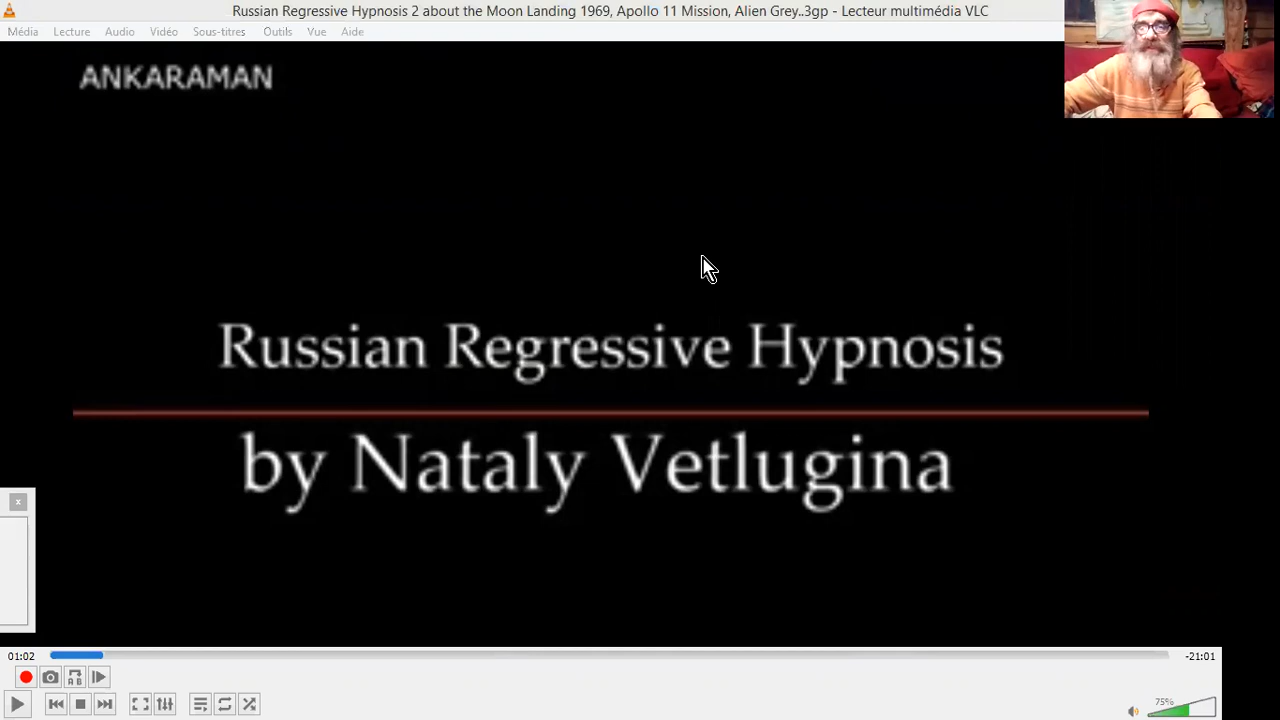 Russian Regressive Hypnosis 2 about the Moon Landing 1969, Apollo 11 Mission, Alien Grey..3gp - Lecteur multimédia VLC
Média Lecture Audio Vidéo Sous-titres Outils Vue Aide
ANKARAMAN
Russian Regressive Hypnosis
by Nataly Vetlugina
x
01:02 -21:01
A B
75%